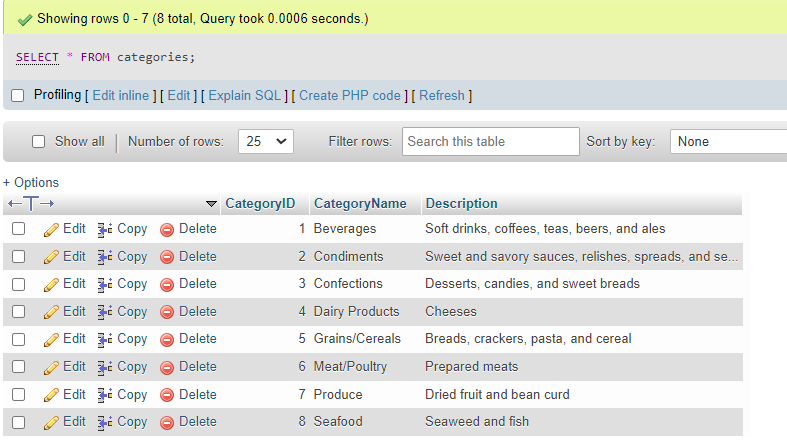 Showing rows 0 - 7 (8 total, Query took 0.0006 seconds.)
SELECT * FROM categories;
Profiling [ Edit inline ] [ Edit ] [ Explain SQL ] [ Create PHP code ] [ Refresh ]
Show all Number of rows: 25 Filter rows: Search this table Sort by key: None
+ Options
←T→ CategoryID CategoryName Description
Edit Copy Delete 1 Beverages Soft drinks, coffees, teas, beers, and ales
Edit Copy Delete 2 Condiments Sweet and savory sauces, relishes, spreads, and se...
Edit Copy Delete 3 Confections Desserts, candies, and sweet breads
Edit Copy Delete 4 Dairy Products Cheeses
Edit Copy Delete 5 Grains/Cereals Breads, crackers, pasta, and cereal
Edit Copy Delete 6 Meat/Poultry Prepared meats
Edit Copy Delete 7 Produce Dried fruit and bean curd
Edit Copy Delete 8 Seafood Seaweed and fish